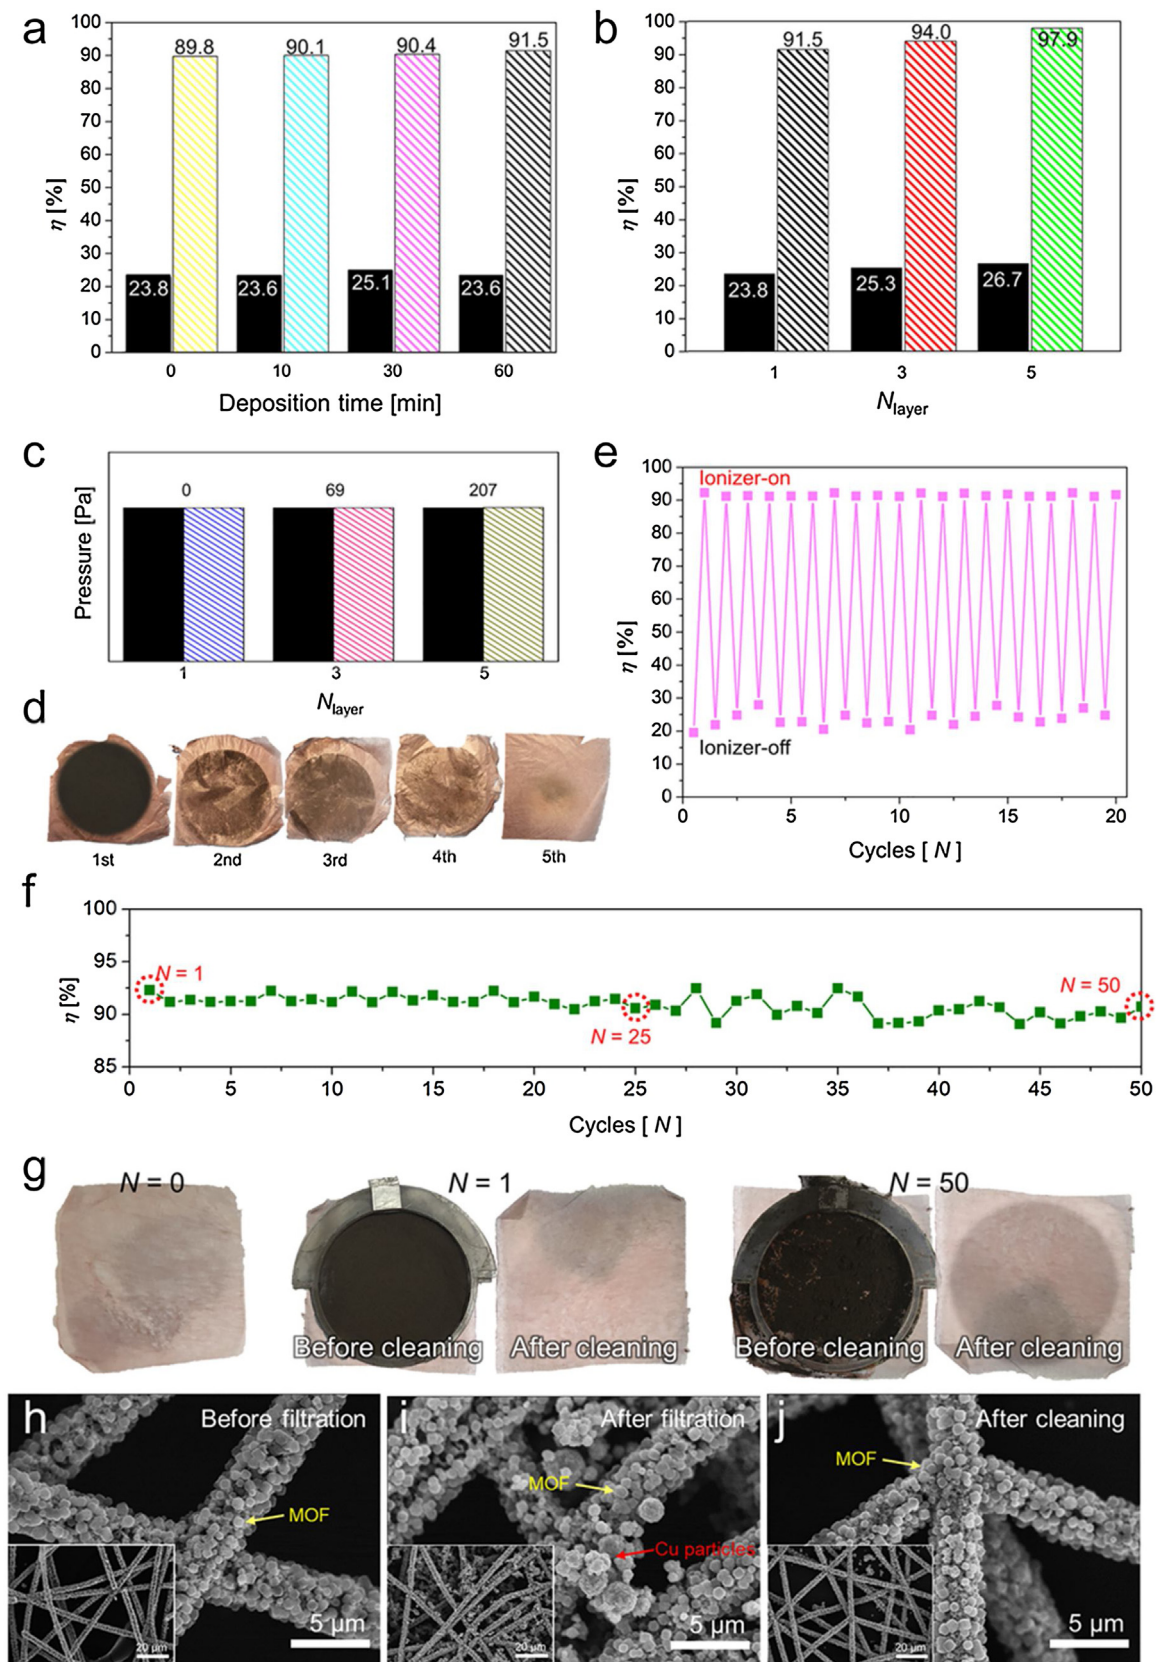 a
100
90
80
70
60
50
40
30
20
10
0
η [%]
89.8
90.1
90.4
91.5
23.8
23.6
25.1
23.6
0
10
30
60
Deposition time [min]
b
100
90
80
70
60
50
40
30
20
10
0
η [%]
91.5
94.0
97.9
23.8
25.3
26.7
1
3
5
Nlayer
c
Pressure [Pa]
0
69
207
1
3
5
Nlayer
d
1st
2nd
3rd
4th
5th
e
100
90
80
70
60
50
40
30
20
10
0
η [%]
Ionizer-on
Ionizer-off
0
5
10
15
20
Cycles [ N ]
f
100
95
90
85
η [%]
N = 1
N = 25
N = 50
0
5
10
15
20
25
30
35
40
45
50
Cycles [ N ]
g
N = 0
N = 1
N = 50
Before cleaning
After cleaning
Before cleaning
After cleaning
h
Before filtration
MOF
20 μm
5 μm
i
After filtration
MOF
Cu particles
20 μm
5 μm
j
After cleaning
MOF
20 μm
5 μm